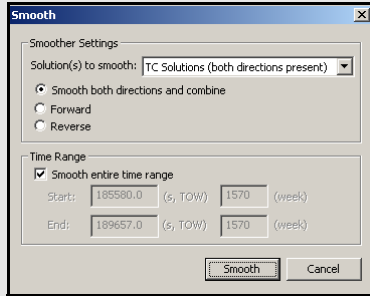 Smooth
Smoother Settings
Solution(s) to smooth: TC Solutions (both directions present)
Smooth both directions and combine
Forward
Reverse
Time Range
Smooth entire time range
Start: 185580.0 (s, TOW) 1570 (week)
End: 189657.0 (s, TOW) 1570 (week)
Smooth Cancel